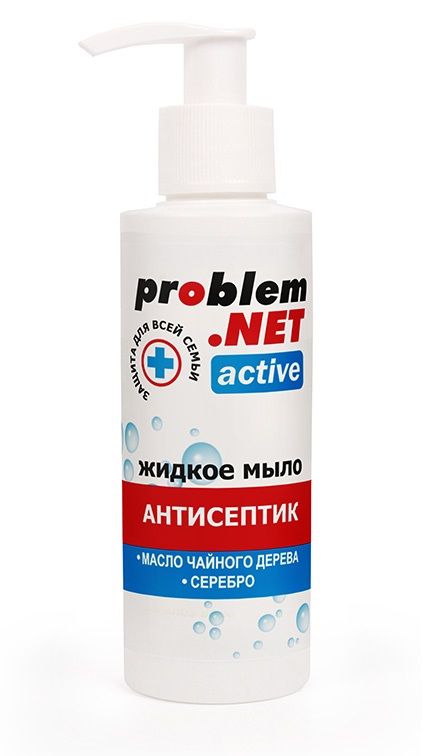 problem
.NET
active
ЗАЩИТА ДЛЯ ВСЕЙ СЕМЬИ
ЖИДКОЕ МЫЛО
АНТИСЕПТИК
• МАСЛО ЧАЙНОГО ДЕРЕВА
• СЕРЕБРО